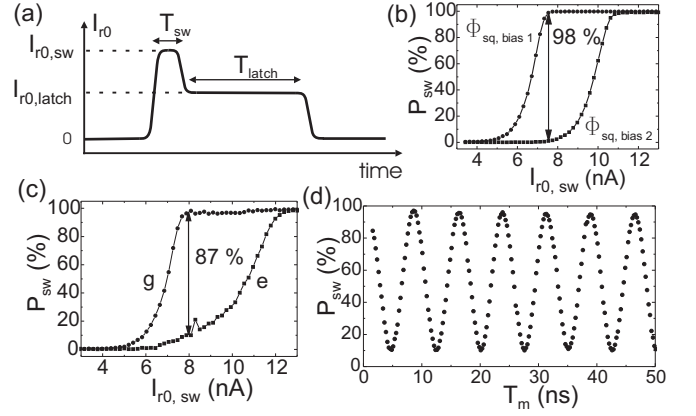 (a)
I_r0
T_sw
I_r0,sw
T_latch
I_r0,latch
0
time
(b)
100
80
60
40
20
0
P_sw (%)
Φ_sq, bias 1
98 %
Φ_sq, bias 2
4 6 8 10 12
I_r0, sw (nA)
(c)
100
80
60
40
20
0
P_sw (%)
g
87 %
e
4 6 8 10 12
I_r0, sw (nA)
(d)
100
80
60
40
20
0
P_sw (%)
0 10 20 30 40 50
T_m (ns)